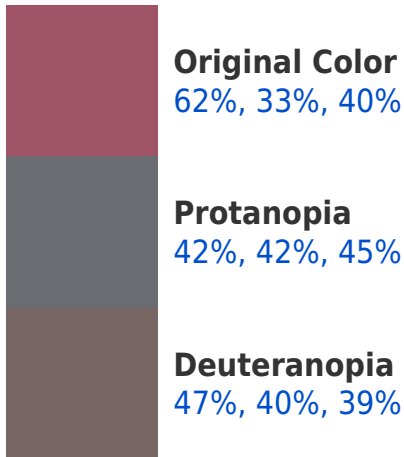 Original Color
62%, 33%, 40%
Protanopia
42%, 42%, 45%
Deuteranopia
47%, 40%, 39%